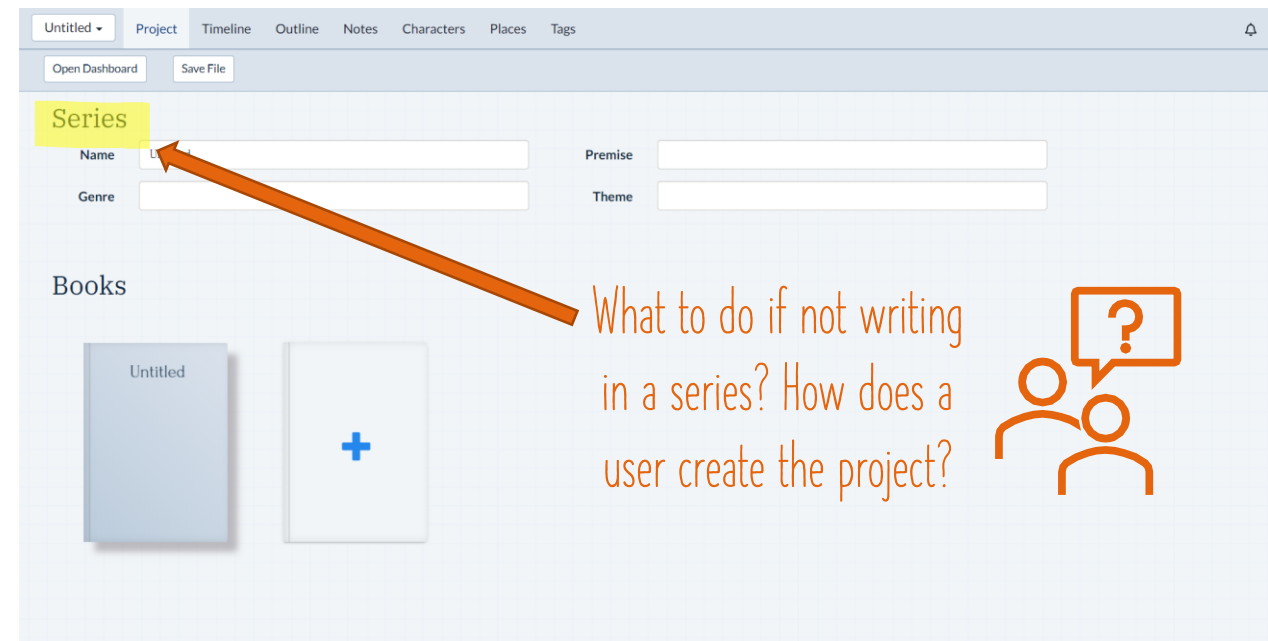 Untitled Project Timeline Outline Notes Characters Places Tags
Open Dashboard Save File
Series
Name Premise
Genre Theme
Books
Untitled
What to do if not writing
in a series? How does a
user create the project?
?